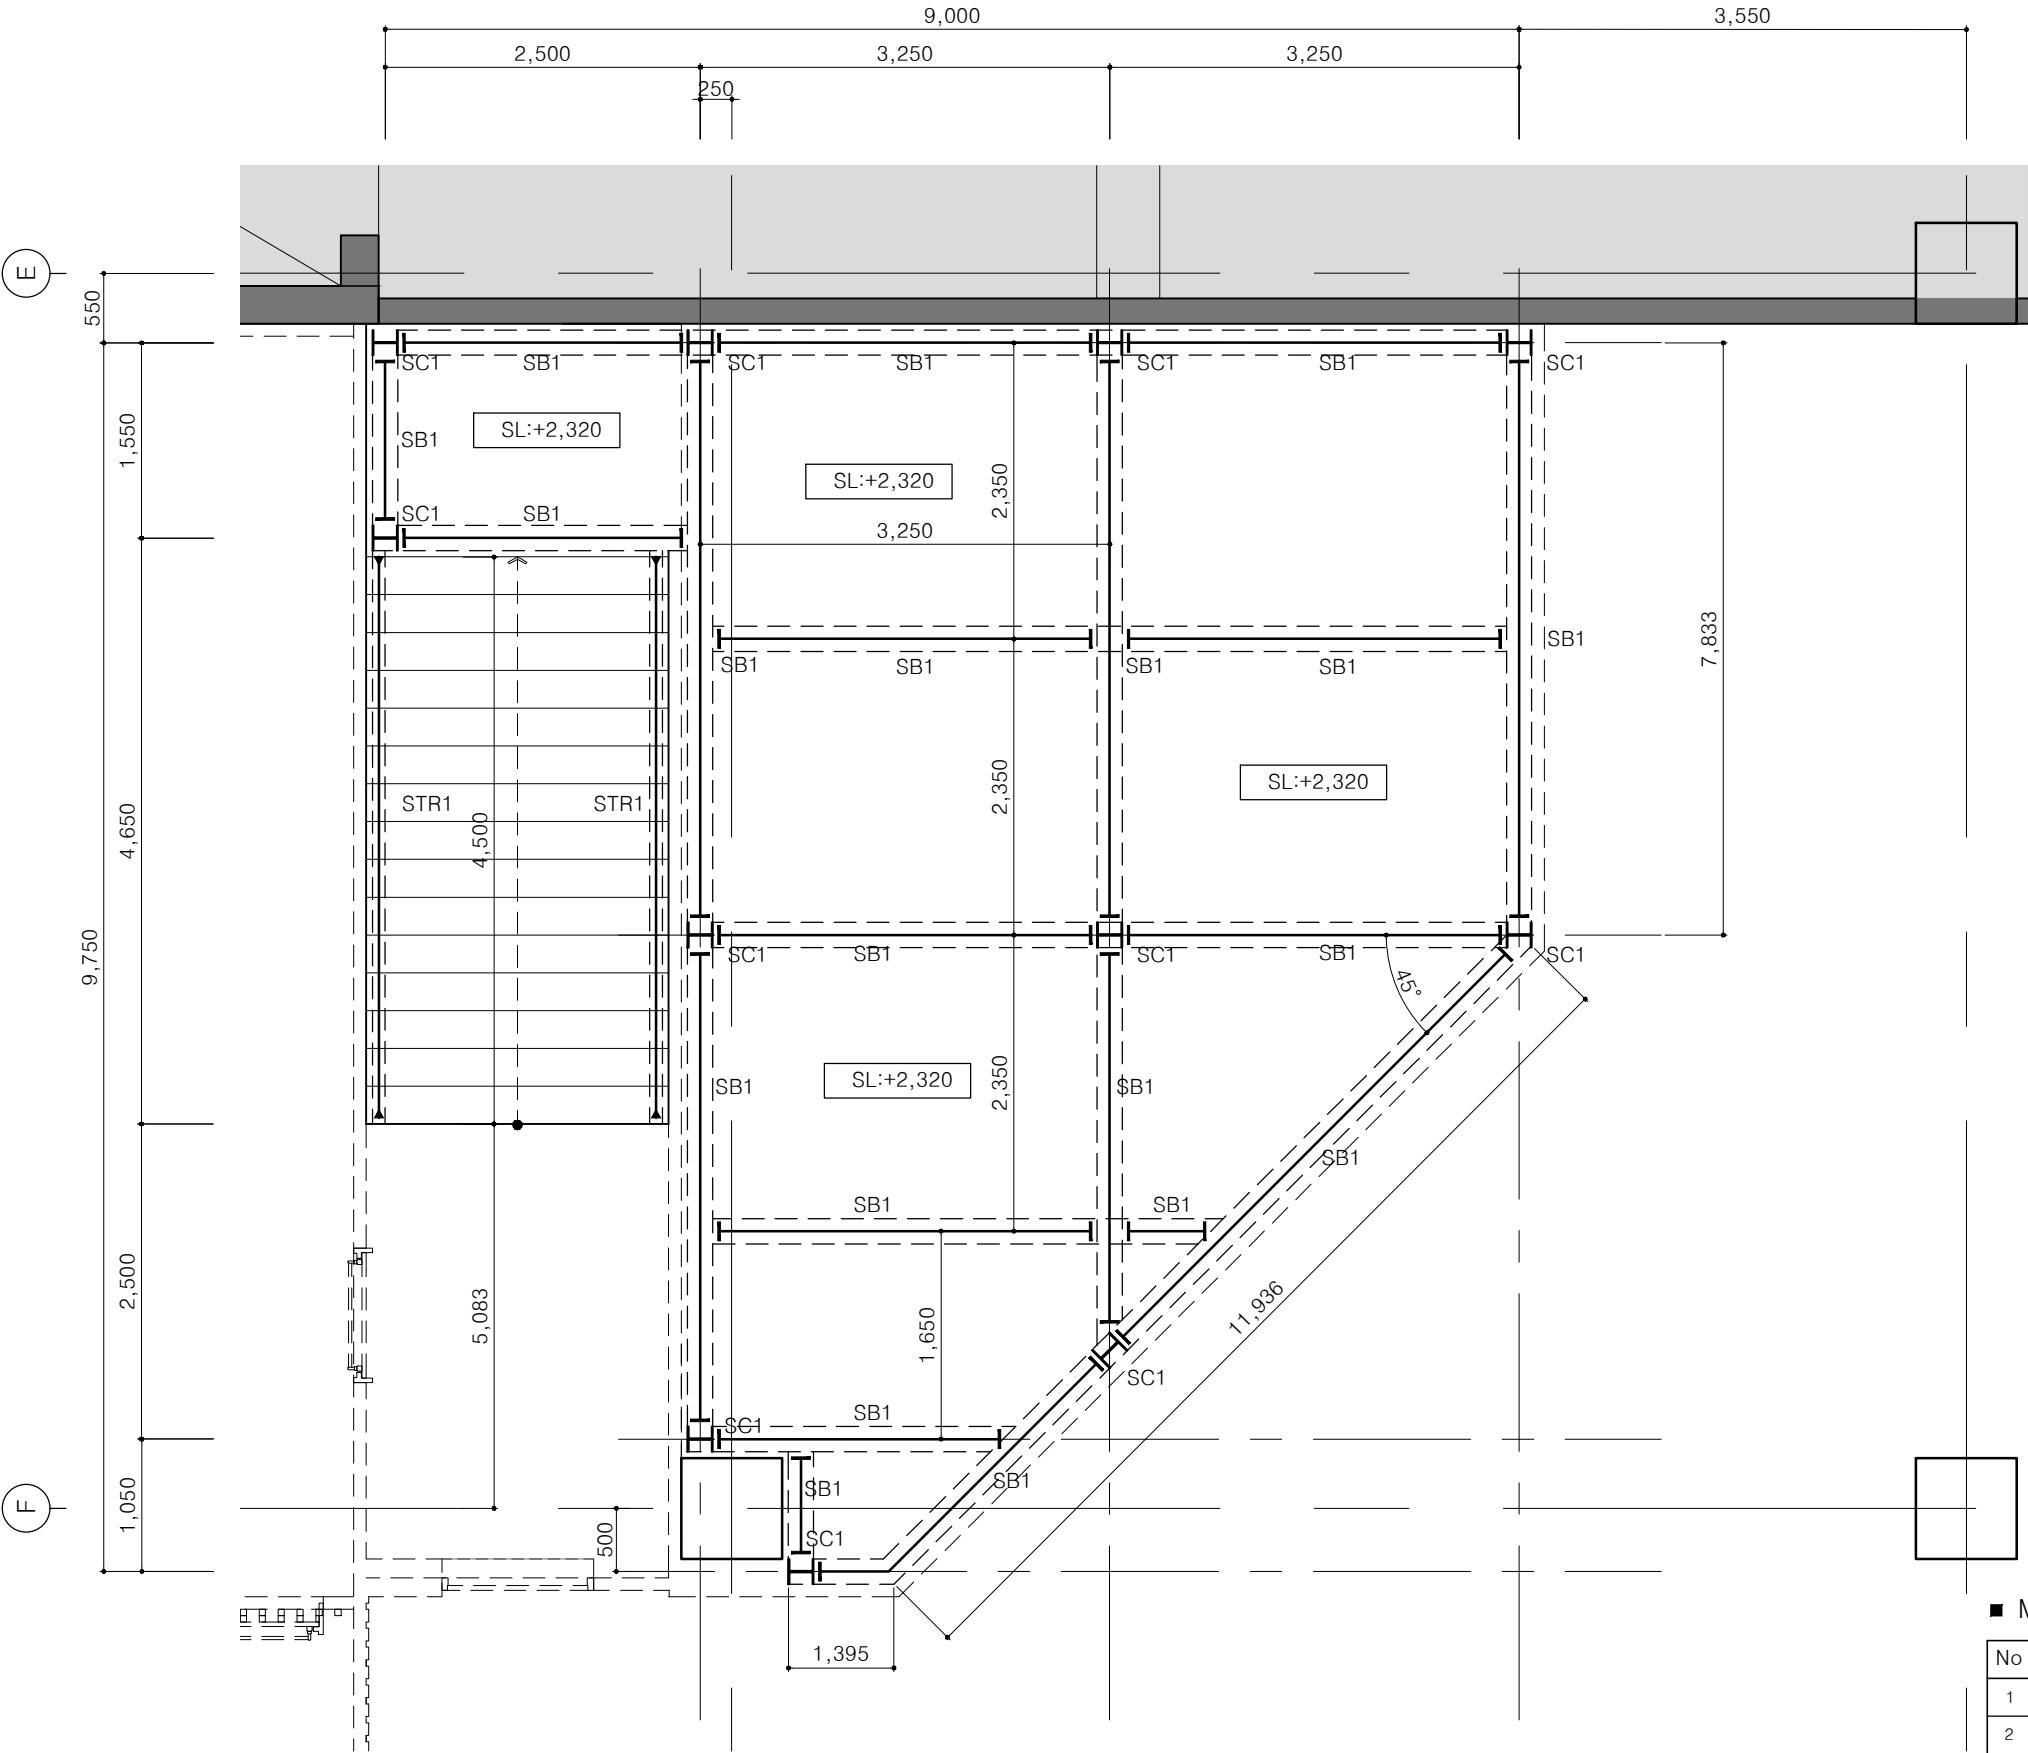 9,000
3,550
2,500
3,250
3,250
250
E
550
SC1
SB1
SC1
SB1
SC1
SB1
SC1
1,550
SB1
SL:+2,320
SL:+2,320
2,350
7,833
SC1
SB1
3,250
SB1
SB1
SB1
SB1
SB1
STR1
STR1
4,500
4,650
2,350
SL:+2,320
9,750
SC1
SB1
SC1
SB1
SC1
45°
SB1
SL:+2,320
2,350
SB1
SB1
SB1
SB1
2,500
5,083
1,650
11,936
SC1
SC1
SB1
SB1
SB1
F
1,050
500
SC1
1,395
■
No
1
2